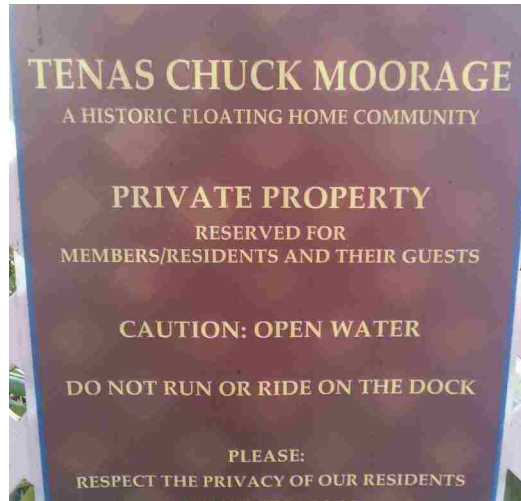 TENAS CHUCK MOORAGE
A HISTORIC FLOATING HOME COMMUNITY
PRIVATE PROPERTY
RESERVED FOR
MEMBERS/RESIDENTS AND THEIR GUESTS
CAUTION: OPEN WATER
DO NOT RUN OR RIDE ON THE DOCK
PLEASE:
RESPECT THE PRIVACY OF OUR RESIDENTS